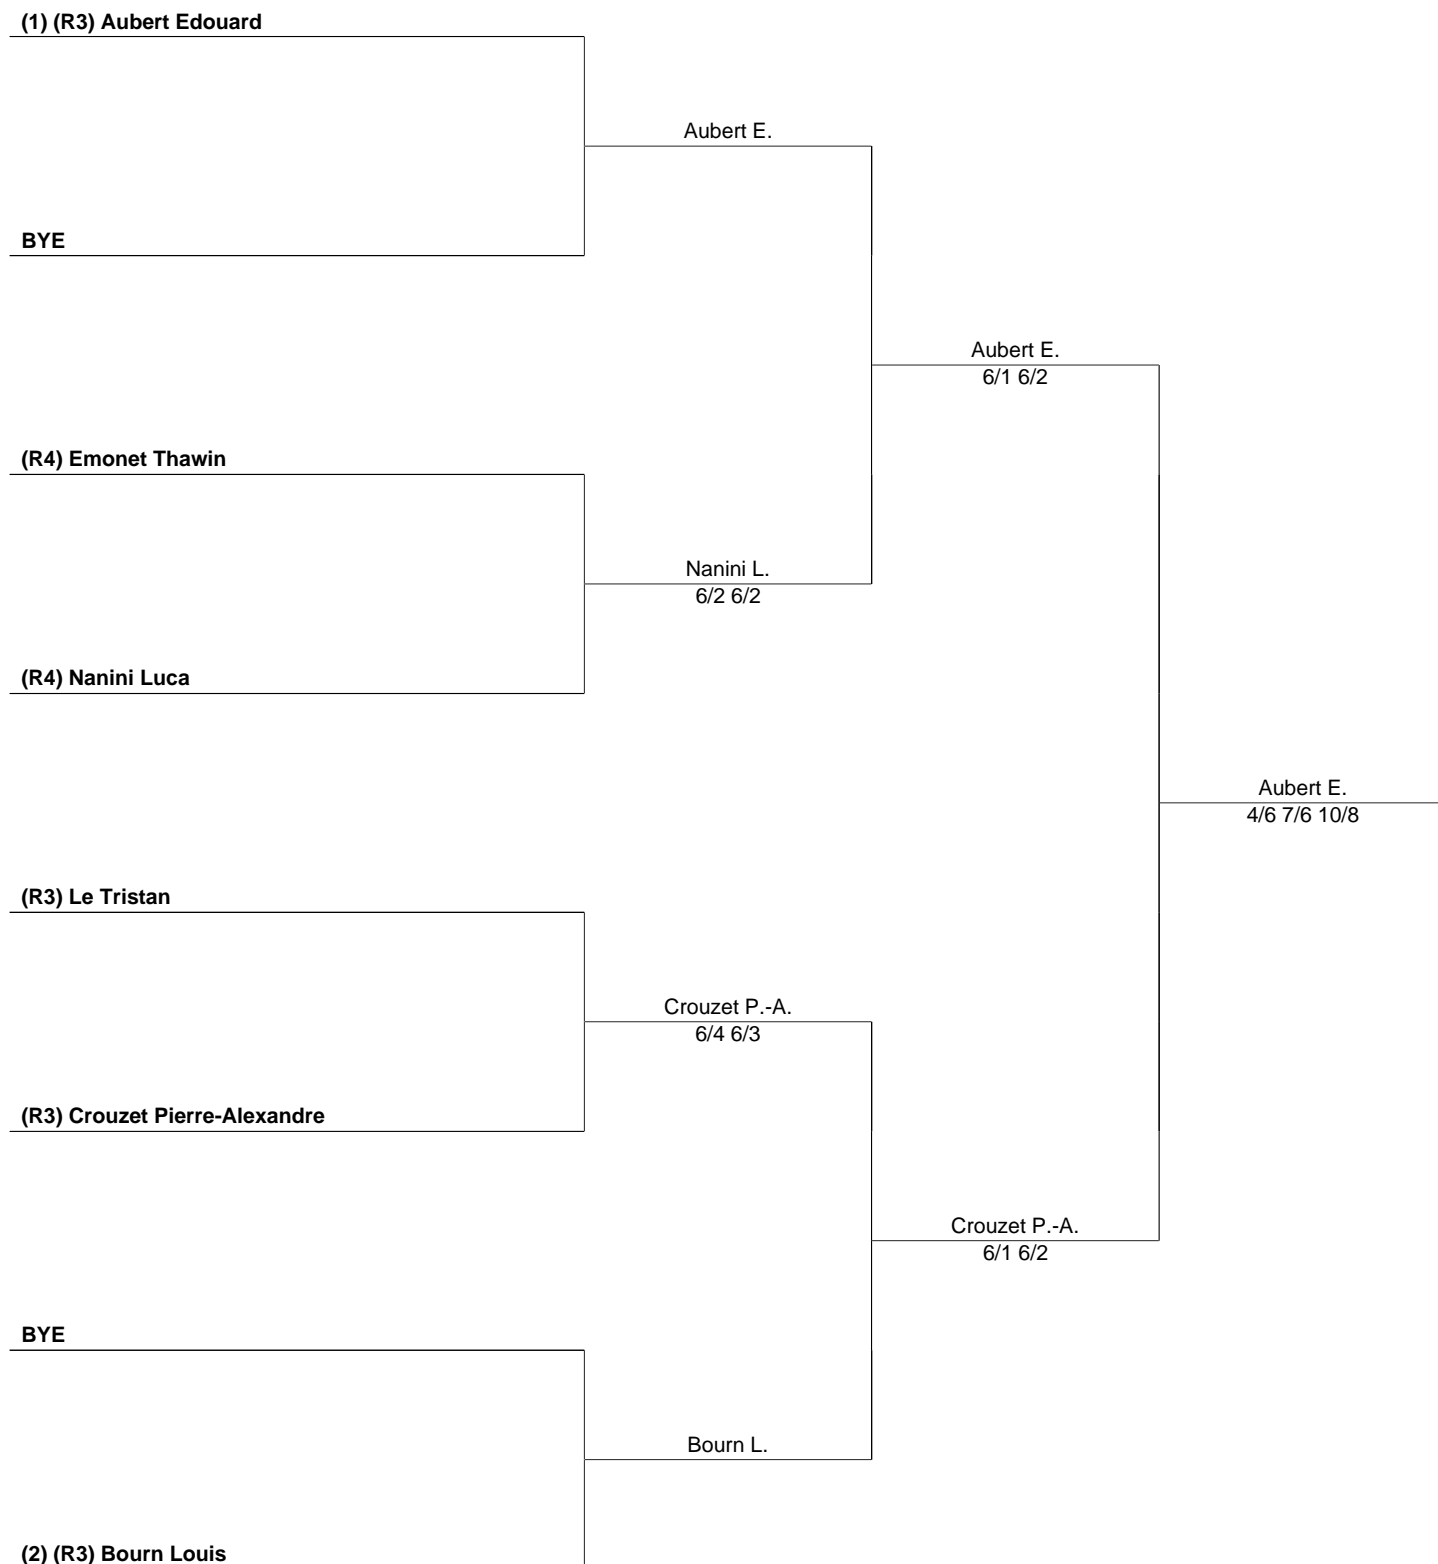 (1) (R3) Aubert Edouard
Aubert E.
BYE
Aubert E.
6/1 6/2
(R4) Emonet Thawin
Nanini L.
6/2 6/2
(R4) Nanini Luca
Aubert E.
4/6 7/6 10/8
(R3) Le Tristan
Crouzet P.-A.
6/4 6/3
(R3) Crouzet Pierre-Alexandre
Crouzet P.-A.
6/1 6/2
BYE
Bourn L.
(2) (R3) Bourn Louis